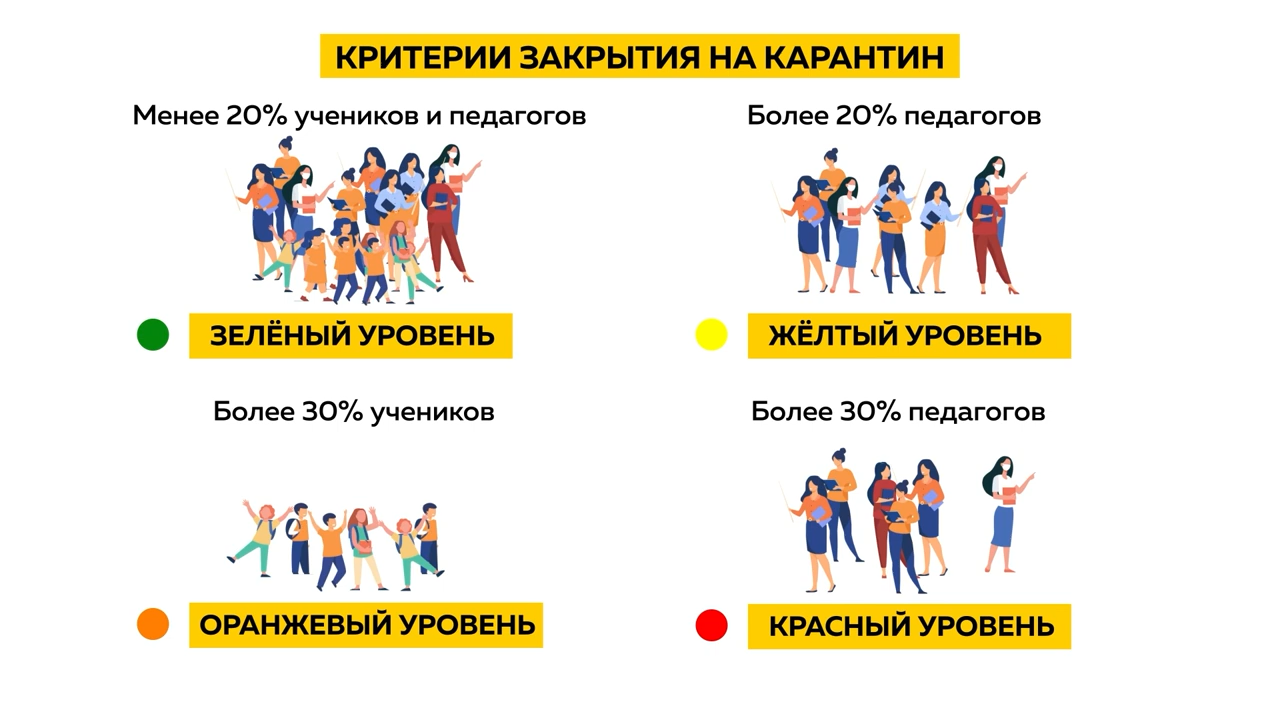 КРИТЕРИИ ЗАКРЫТИЯ НА КАРАНТИН
Менее 20% учеников и педагогов
Более 20% педагогов
ЗЕЛЁНЫЙ УРОВЕНЬ
ЖЁЛТЫЙ УРОВЕНЬ
Более 30% учеников
Более 30% педагогов
ОРАНЖЕВЫЙ УРОВЕНЬ
КРАСНЫЙ УРОВЕНЬ